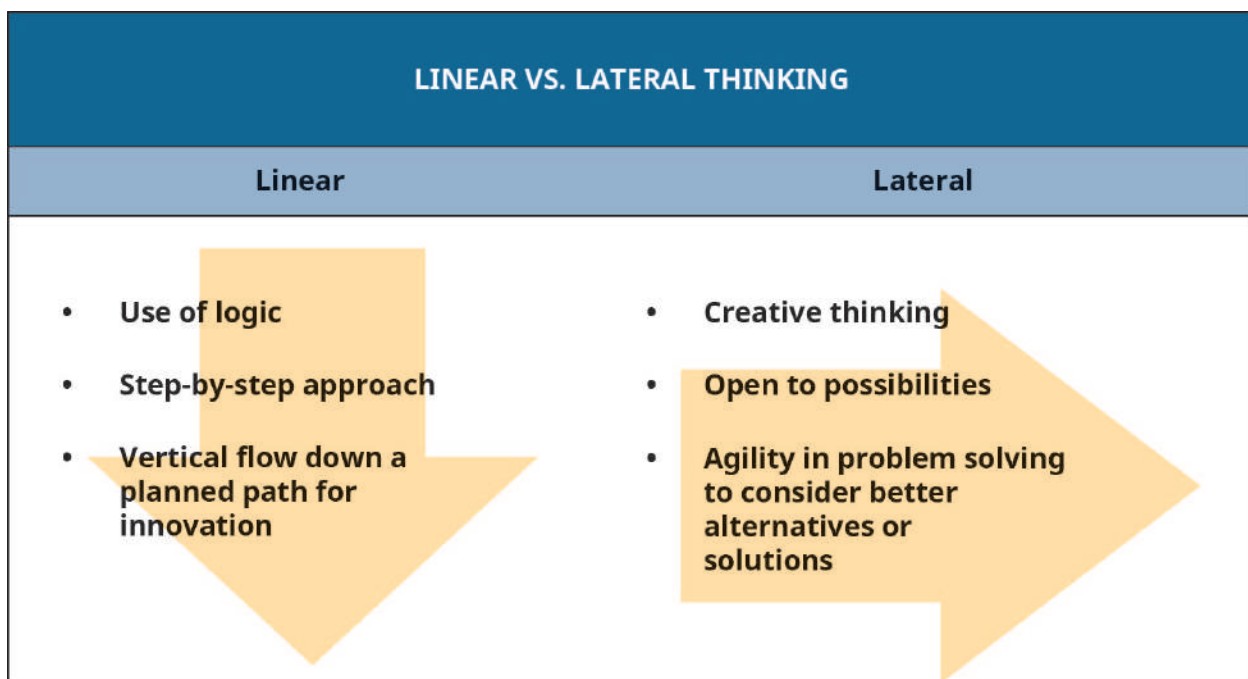 LINEAR VS. LATERAL THINKING
Linear
Lateral
• Use of logic
• Step-by-step approach
• Vertical flow down a
planned path for
innovation
• Creative thinking
• Open to possibilities
• Agility in problem solving
to consider better
alternatives or
solutions